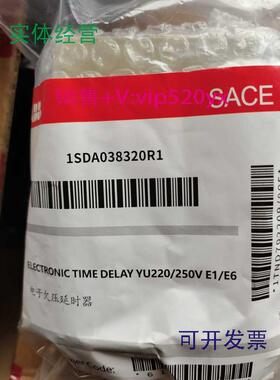 实体经营
销售+V:vip520yy
SACE
1SDA038320R1
ELECTRONIC TIME DELAY YU220/250V E1/E6
电子欠压延时器
可开发票